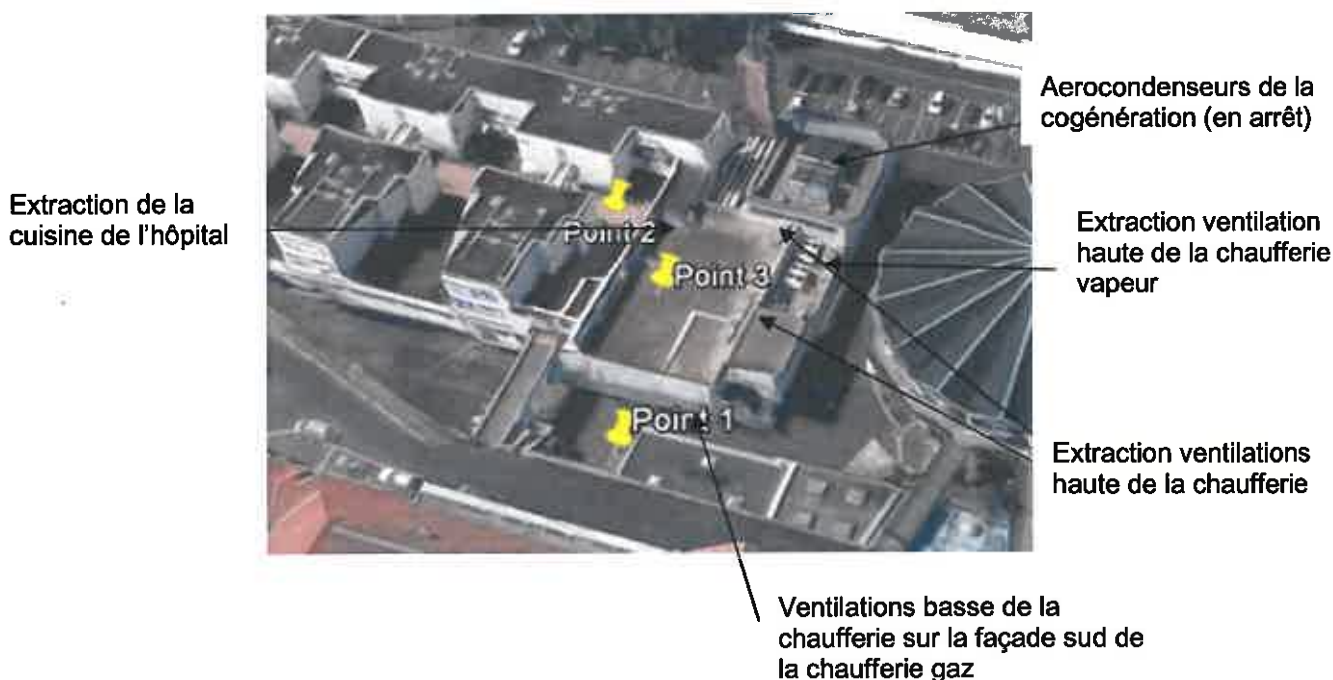 Aerocondenseurs de la
cogénération (en arrêt)
Extraction de la
cuisine de l'hôpital
Point 2
Extraction ventilation
haute de la chaufferie
vapeur
Point 3
Point 1
Extraction ventilations
haute de la chaufferie
Ventilations basse de la
chaufferie sur la façade sud de
la chaufferie gaz